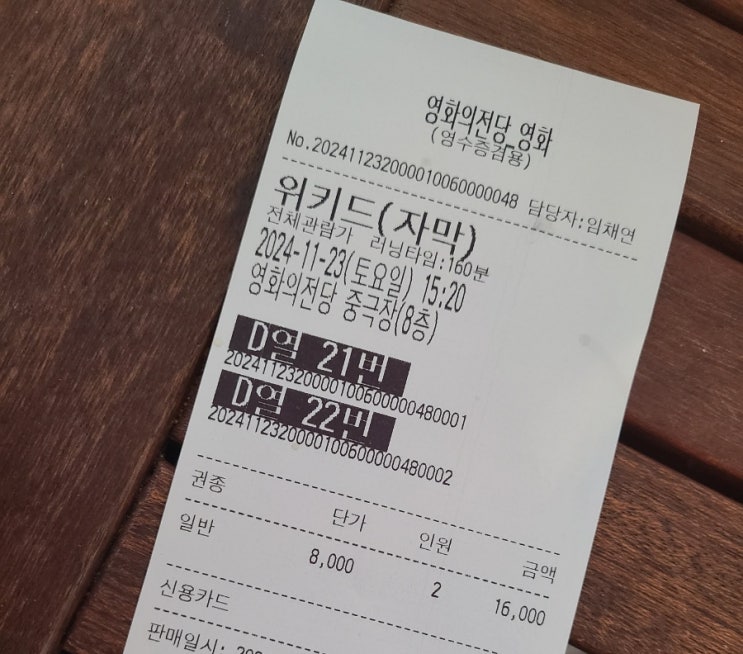 영화의전당 영화
(영수증겸용)
No.202411232000010060000048 담당자:임채연
위키드(자막)
전체관람가 러닝타임:160분
2024-11-23(토요일) 15:20
영화의전당 중극장(8층)
D열 21번
2024112320000100600000480001
D열 22번
2024112320000100600000480002
권종 단가 인원 금액
일반 8,000 2 16,000
신용카드
판매일시: